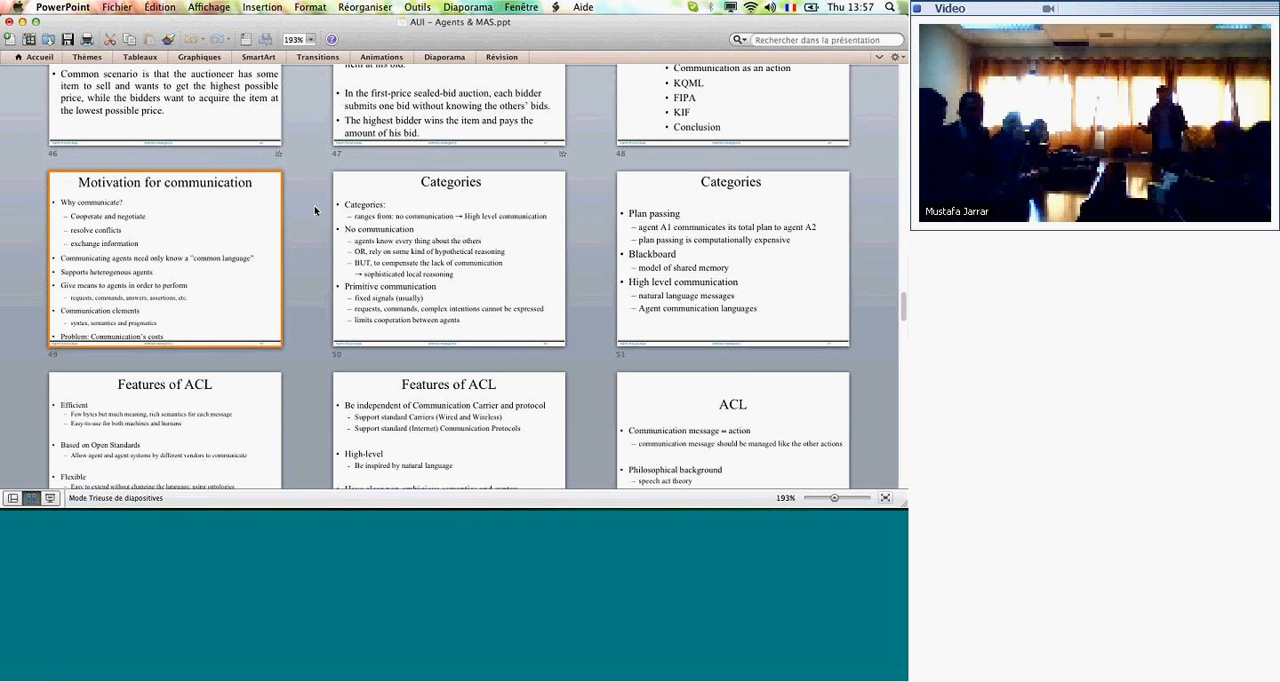 PowerPoint Fichier Édition Affichage Insertion Format Réorganiser Outils Diaporama Fenêtre Aide Thu 13:57
AUI - Agents & MAS.ppt
193% Rechercher dans la présentation
Accueil Thèmes Tableaux Graphiques SmartArt Transitions Animations Diaporama Révision
• Common scenario is that the auctioneer has some
item to sell and wants to get the highest possible
price, while the bidders want to acquire the item at
the lowest possible price.
46
item at his bid.
• In the first-price sealed-bid auction, each bidder
submits one bid without knowing the others' bids.
• The highest bidder wins the item and pays the
amount of his bid.
47
• Communication as an action
• KQML
• FIPA
• KIF
• Conclusion
48
Motivation for communication
• Why communicate?
– Cooperate and negotiate
– resolve conflicts
– exchange information
• Communicating agents need only know a "common language"
• Supports heterogenous agents
• Give means to agents in order to perform
– requests, commands, answers, assertions, etc.
• Communication elements
– syntax, semantics and pragmatics
• Problem: Communication's costs
49
Categories
• Categories:
– ranges from: no communication → High level communication
• No communication
– agents know every thing about the others
– OR, rely on some kind of hypothetical reasoning
– BUT, to compensate the lack of communication
→ sophisticated local reasoning
• Primitive communication
– fixed signals (usually)
– requests, commands, complex intentions cannot be expressed
– limits cooperation between agents
50
Categories
• Plan passing
– agent A1 communicates its total plan to agent A2
– plan passing is computationally expensive
• Blackboard
– model of shared memory
• High level communication
– natural language messages
– Agent communication languages
51
Features of ACL
• Efficient
- Few bytes but much meaning, rich semantics for each message
- Easy-to-use for both machines and humans
• Based on Open Standards
- Allow agent and agent systems by different vendors to communicate
• Flexible
- Easy to extend without changing the language, using ontologies
Features of ACL
• Be independent of Communication Carrier and protocol
- Support standard Carriers (Wired and Wireless)
- Support standard (Internet) Communication Protocols
• High-level
- Be inspired by natural language
ACL
• Communication message = action
– communication message should be managed like the other actions
• Philosophical background
– speech act theory
Mode Trieuse de diapositives 193%
Video
Mustafa Jarrar